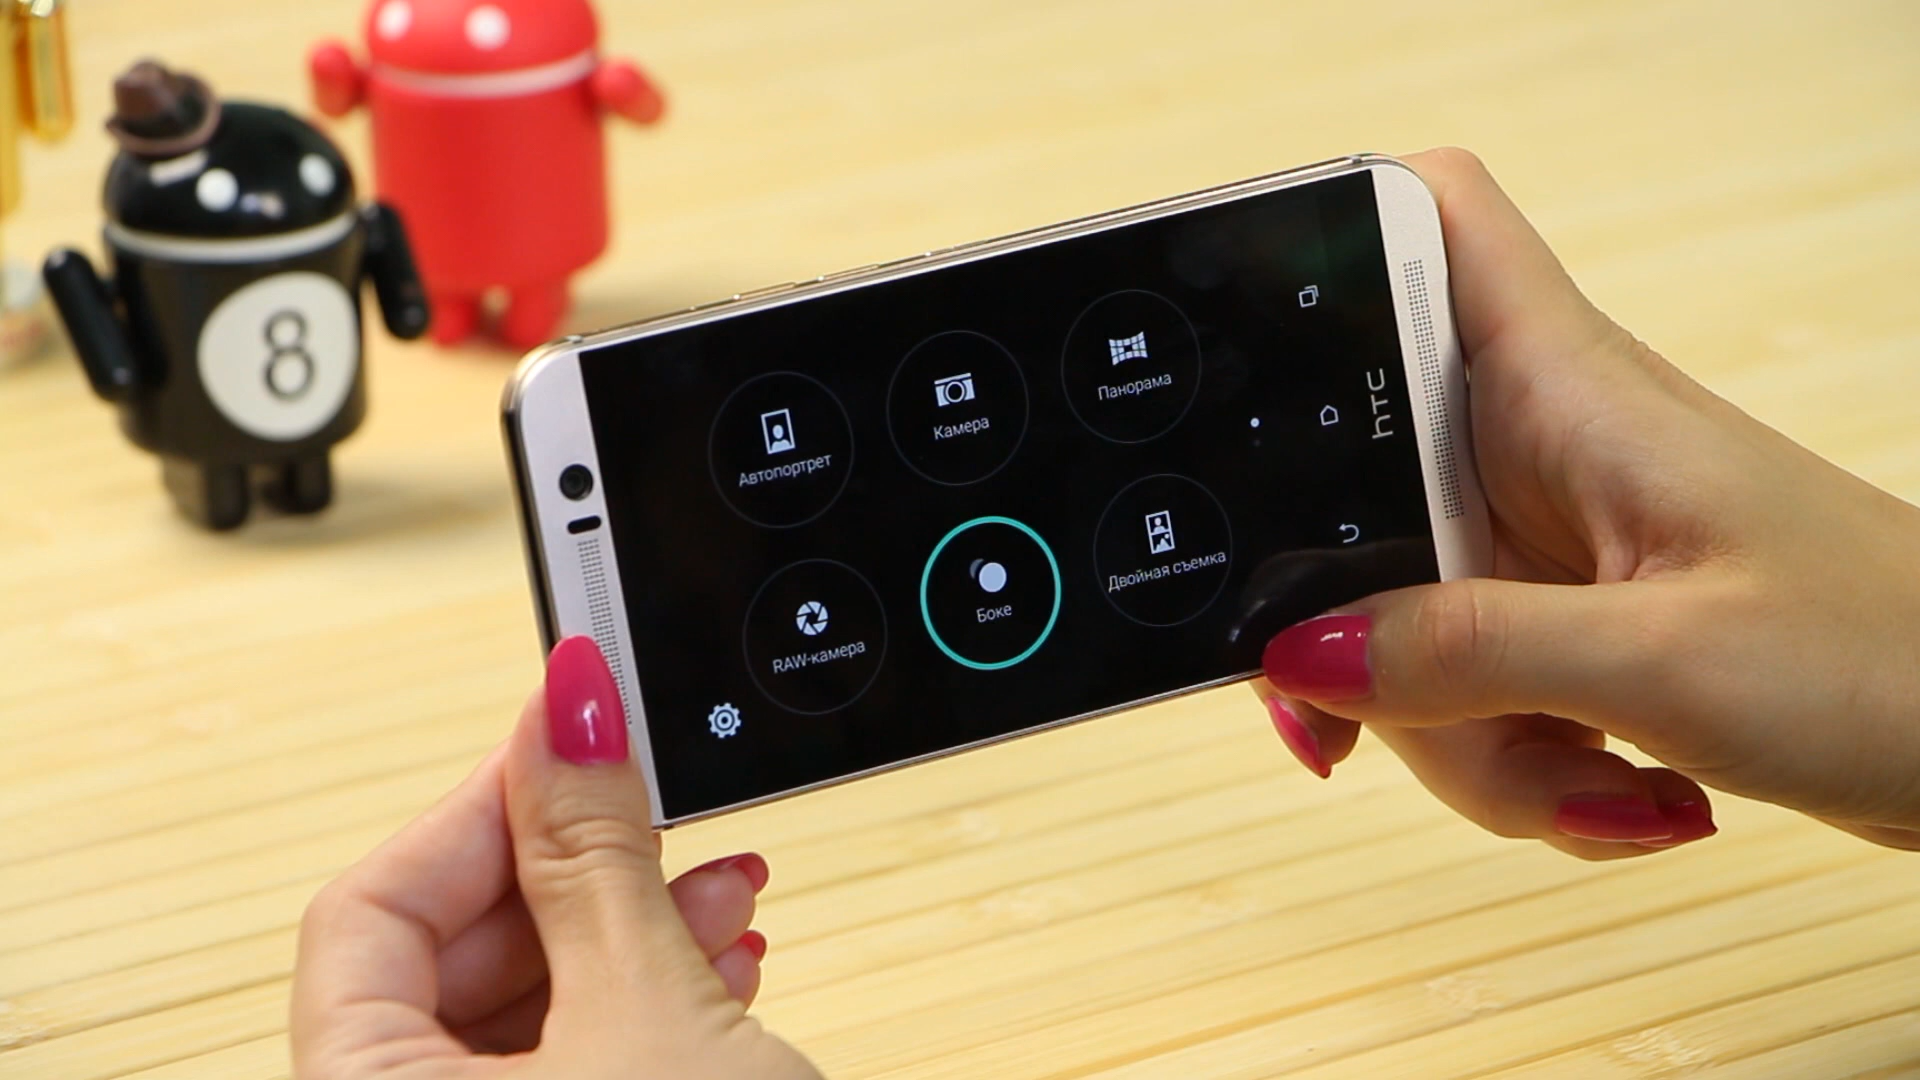 8
Автопортрет
Камера
Панорама
RAW-камера
Боке
Двойная съемка
hTC